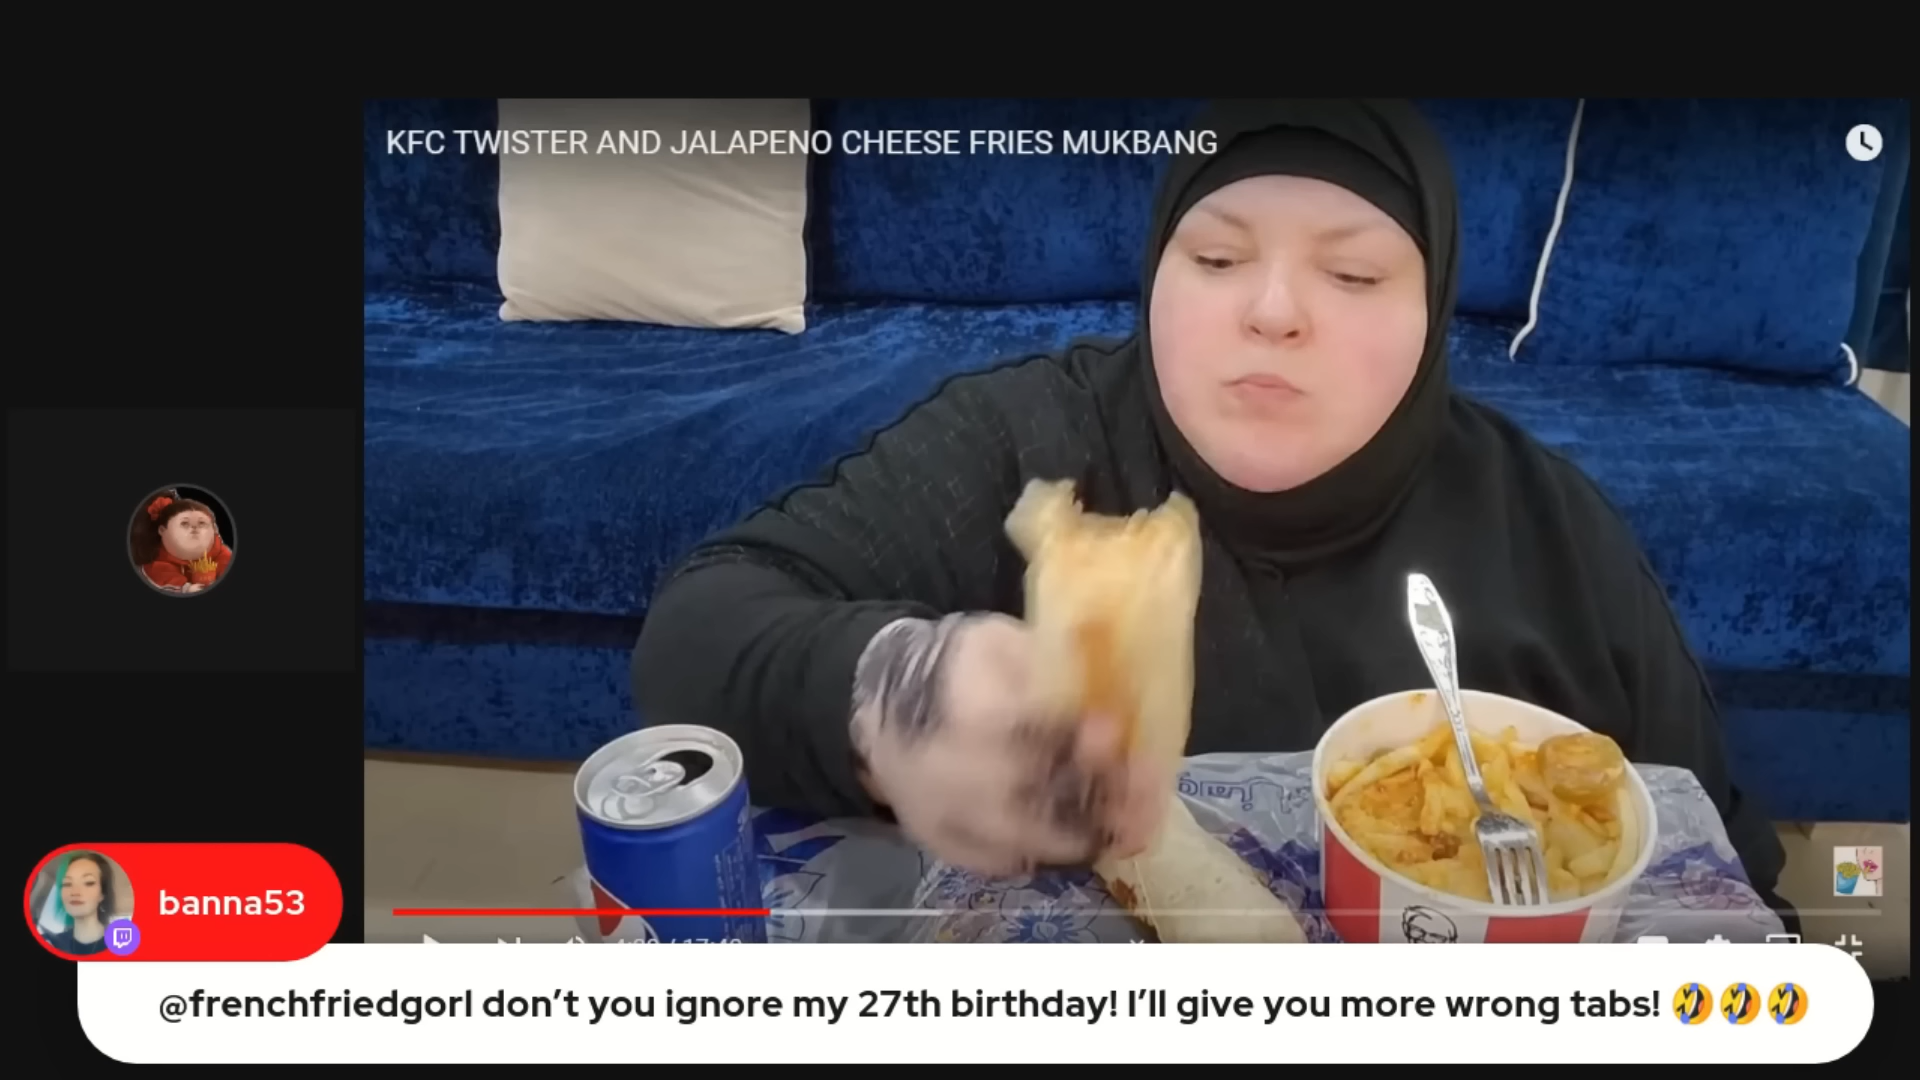 KFC TWISTER AND JALAPENO CHEESE FRIES MUKBANG
banna53
@frenchfriedgorl don’t you ignore my 27th birthday! I’ll give you more wrong tabs! 🤣🤣🤣